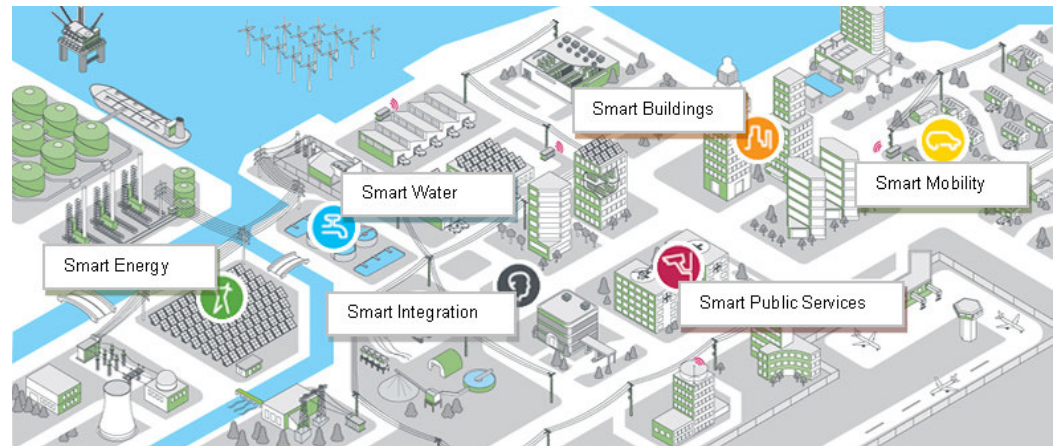 Smart Buildings
Smart Water
Smart Mobility
Smart Energy
Smart Integration
Smart Public Services